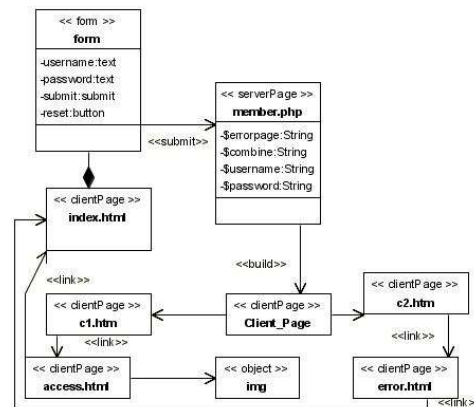 << form >>
form
-username:text
-password:text
-submit:submit
-reset:button
<<submit>>
<< serverPage >>
member.php
-$errorpage:String
-$combine:String
-$username:String
-$password:String
<< clientPage >>
index.html
<<build>>
<<link>>
<< clientPage >>
c1.htm
<< clientPage >>
Client_Page
<< clientPage >>
c2.htm
<<link>>
<<link>>
<< clientPage >>
access.html
<< object >>
img
<< clientPage >>
error.html
<<link>>